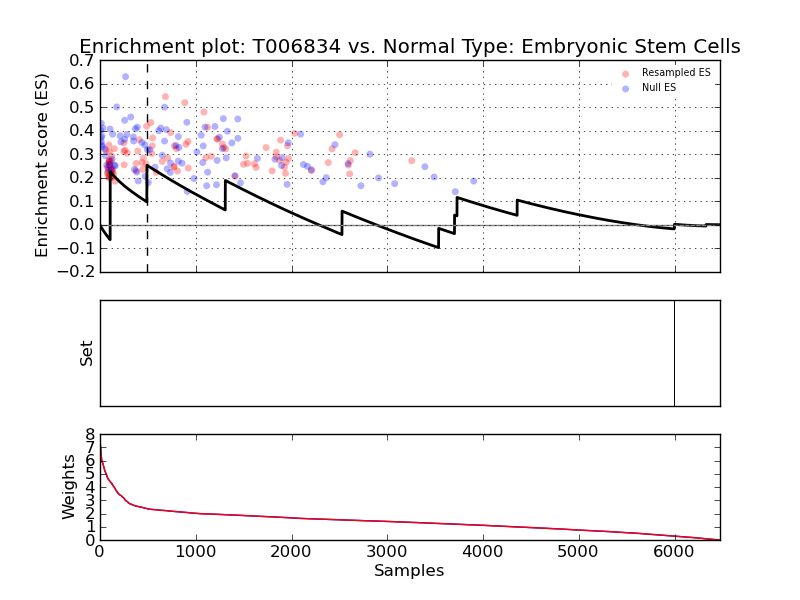 Enrichment plot: T006834 vs. Normal Type: Embryonic Stem Cells
Enrichment score (ES)
0.7
0.6
0.5
0.4
0.3
0.2
0.1
0.0
−0.1
−0.2
Resampled ES
Null ES
Set
Weights
8
7
6
5
4
3
2
1
0
0 1000 2000 3000 4000 5000 6000
Samples